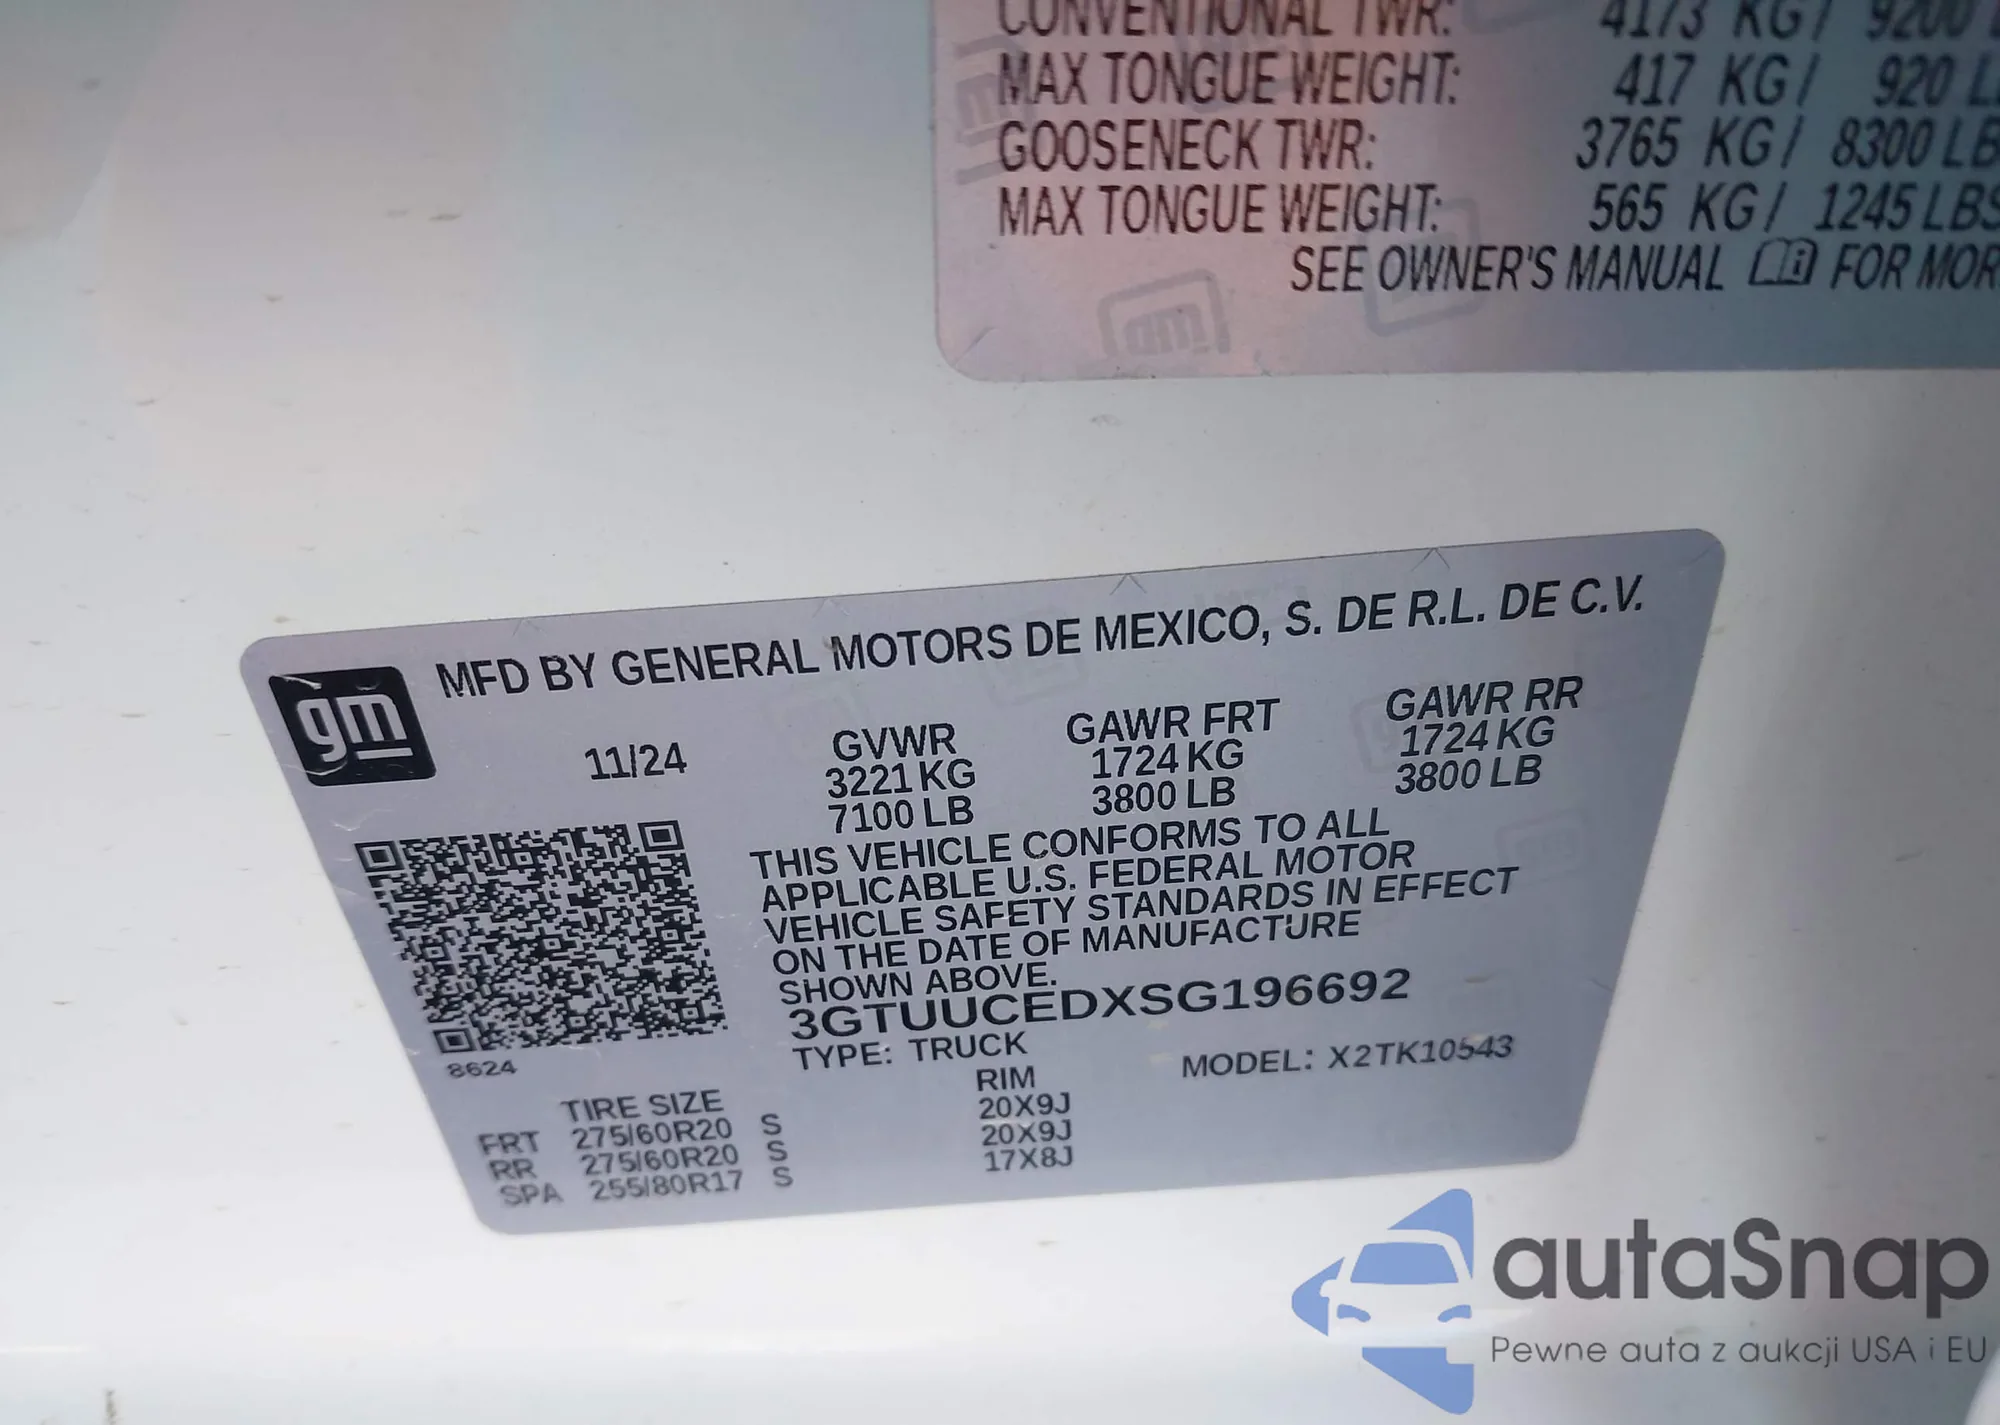 CONVENTIONAL TWR: 4173 KG/ 9200
MAX TONGUE WEIGHT: 417 KG/ 920 L
GOOSENECK TWR: 3765 KG/ 8300 LB
MAX TONGUE WEIGHT: 565 KG/ 1245 LBS
SEE OWNER'S MANUAL FOR MOR
gm
MFD BY GENERAL MOTORS DE MEXICO, S. DE R.L. DE C.V.
11/24
GVWR GAWR FRT GAWR RR
3221 KG 1724 KG 1724 KG
7100 LB 3800 LB 3800 LB
THIS VEHICLE CONFORMS TO ALL
APPLICABLE U.S. FEDERAL MOTOR
VEHICLE SAFETY STANDARDS IN EFFECT
ON THE DATE OF MANUFACTURE
SHOWN ABOVE.
3GTUUCEDXSG196692
TYPE: TRUCK MODEL: X2TK10543
8624
TIRE SIZE RIM
FRT 275/60R20 S 20X9J
RR 275/60R20 S 20X9J
SPA 255/80R17 S 17X8J
autaSnap
Pewne auta z aukcji USA i EU